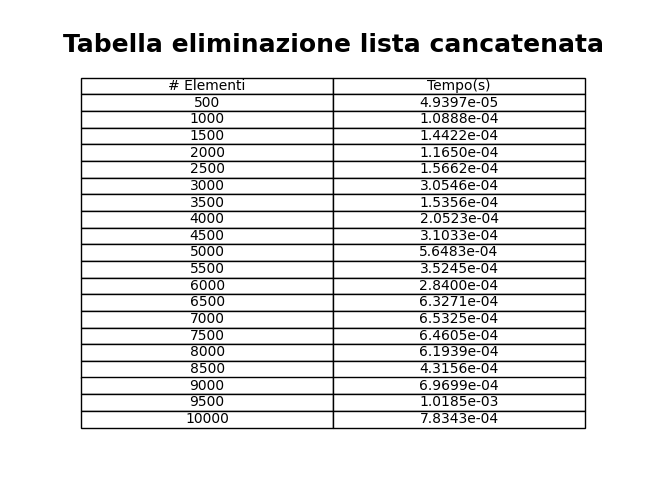 Tabella eliminazione lista cancatenata
# Elementi Tempo(s)
500 4.9397e-05
1000 1.0888e-04
1500 1.4422e-04
2000 1.1650e-04
2500 1.5662e-04
3000 3.0546e-04
3500 1.5356e-04
4000 2.0523e-04
4500 3.1033e-04
5000 5.6483e-04
5500 3.5245e-04
6000 2.8400e-04
6500 6.3271e-04
7000 6.5325e-04
7500 6.4605e-04
8000 6.1939e-04
8500 4.3156e-04
9000 6.9699e-04
9500 1.0185e-03
10000 7.8343e-04